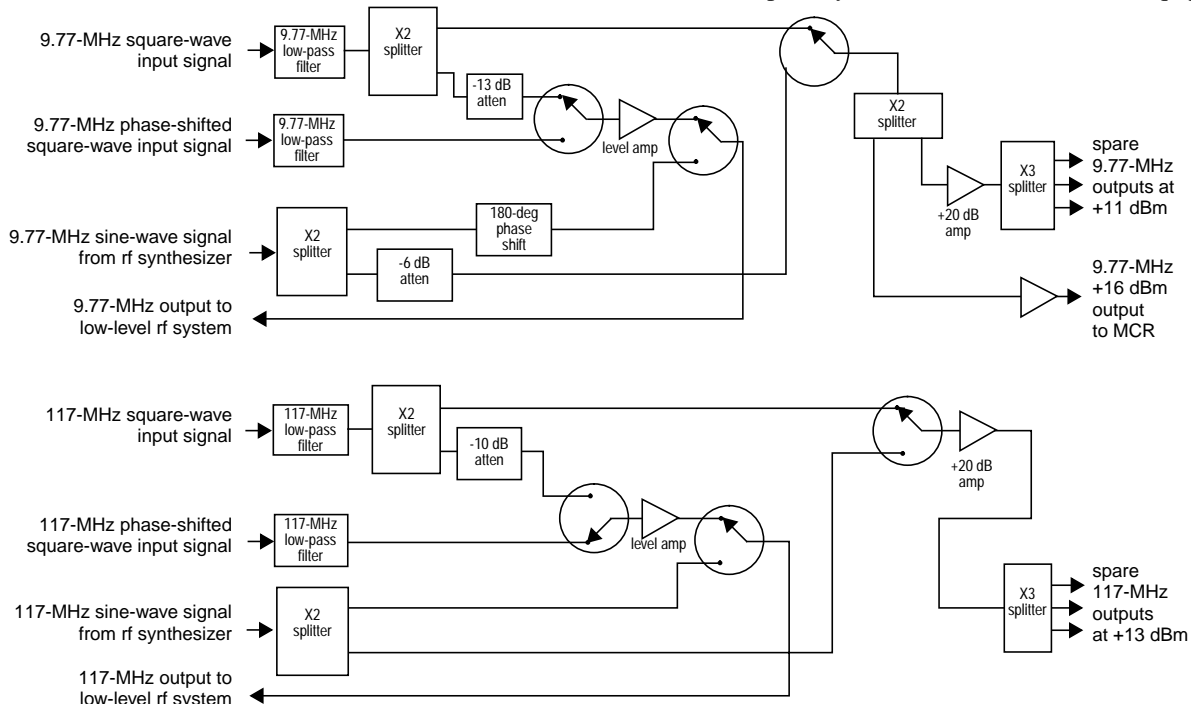 9.77-MHz square-wave
input signal
9.77-MHz
low-pass
filter
X2
splitter
-13 dB
atten
9.77-MHz phase-shifted
square-wave input signal
9.77-MHz
low-pass
filter
level amp
X2
splitter
+20 dB
amp
X3
splitter
spare
9.77-MHz
outputs at
+11 dBm
9.77-MHz sine-wave signal
from rf synthesizer
X2
splitter
180-deg
phase
shift
-6 dB
atten
9.77-MHz
+16 dBm
output
to MCR
9.77-MHz output to
low-level rf system
117-MHz square-wave
input signal
117-MHz
low-pass
filter
X2
splitter
-10 dB
atten
+20 dB
amp
117-MHz phase-shifted
square-wave input signal
117-MHz
low-pass
filter
level amp
117-MHz sine-wave signal
from rf synthesizer
X2
splitter
X3
splitter
spare
117-MHz
outputs
at +13 dBm
117-MHz output to
low-level rf system